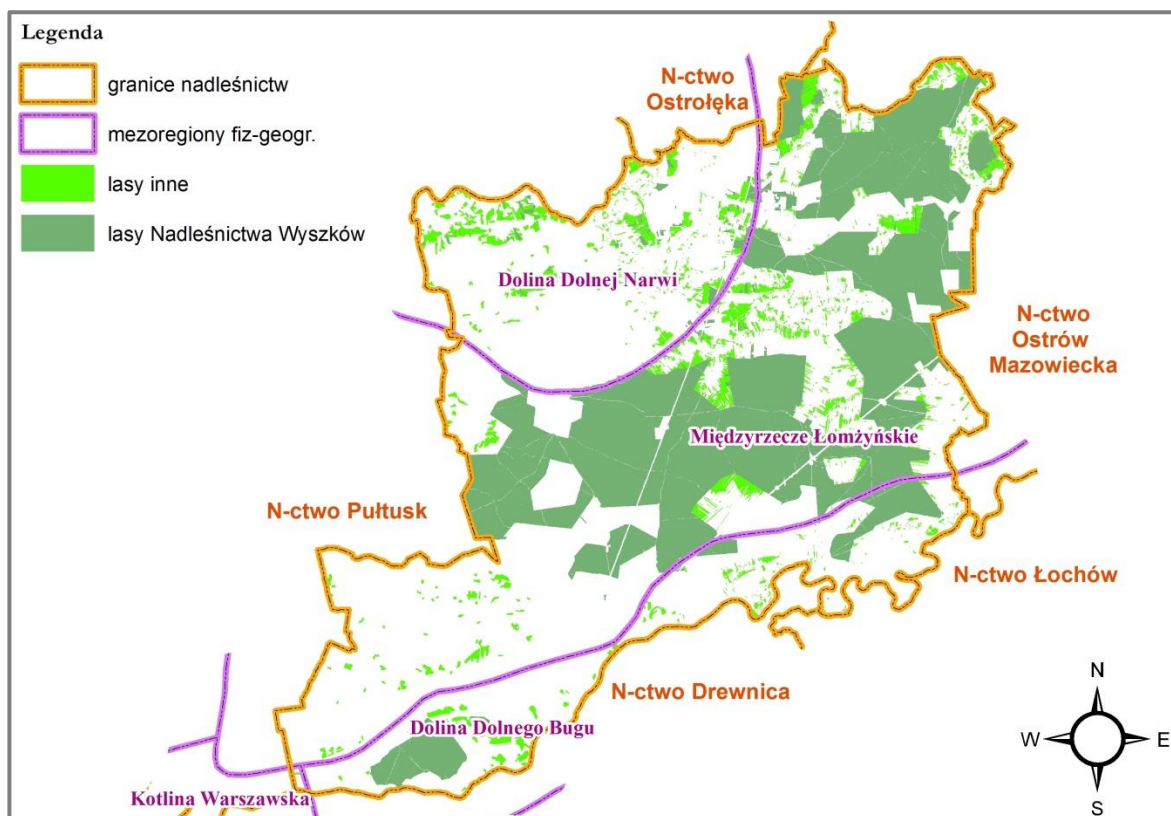 Legenda
granice nadleśnictw
mezoregiony fiz-geogr.
lasy inne
lasy Nadleśnictwa Wyszków
N-ctwo
Ostrołęka
Dolina Dolnej Narwi
N-ctwo
Ostrów
Mazowiecka
Międzyrzecze Łomżyńskie
N-ctwo Pułtusk
N-ctwo Łochów
N-ctwo Drewnica
Dolina Dolnego Bugu
Kotlina Warszawska
N
W
E
S